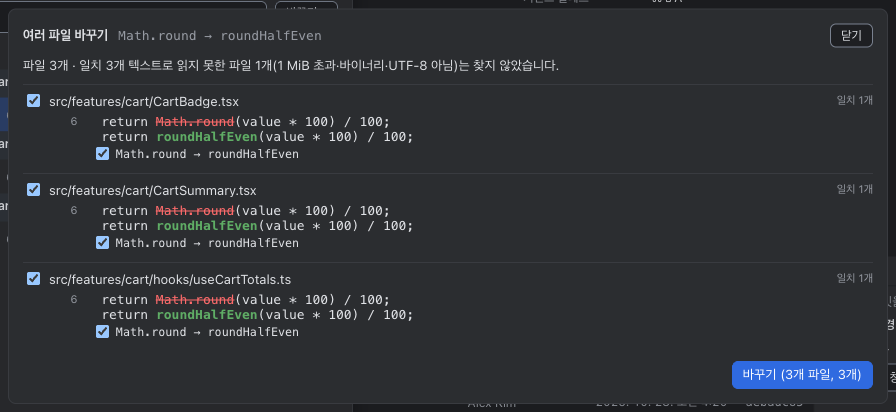 여러 파일 바꾸기 Math.round → roundHalfEven
닫기
파일 3개 · 일치 3개 텍스트로 읽지 못한 파일 1개(1 MiB 초과·바이너리·UTF-8 아님)는 찾지 않았습니다.
src/features/cart/CartBadge.tsx 일치 1개
6 return Math.round(value * 100) / 100;
return roundHalfEven(value * 100) / 100;
Math.round → roundHalfEven
src/features/cart/CartSummary.tsx 일치 1개
6 return Math.round(value * 100) / 100;
return roundHalfEven(value * 100) / 100;
Math.round → roundHalfEven
src/features/cart/hooks/useCartTotals.ts 일치 1개
6 return Math.round(value * 100) / 100;
return roundHalfEven(value * 100) / 100;
Math.round → roundHalfEven
바꾸기 (3개 파일, 3개)